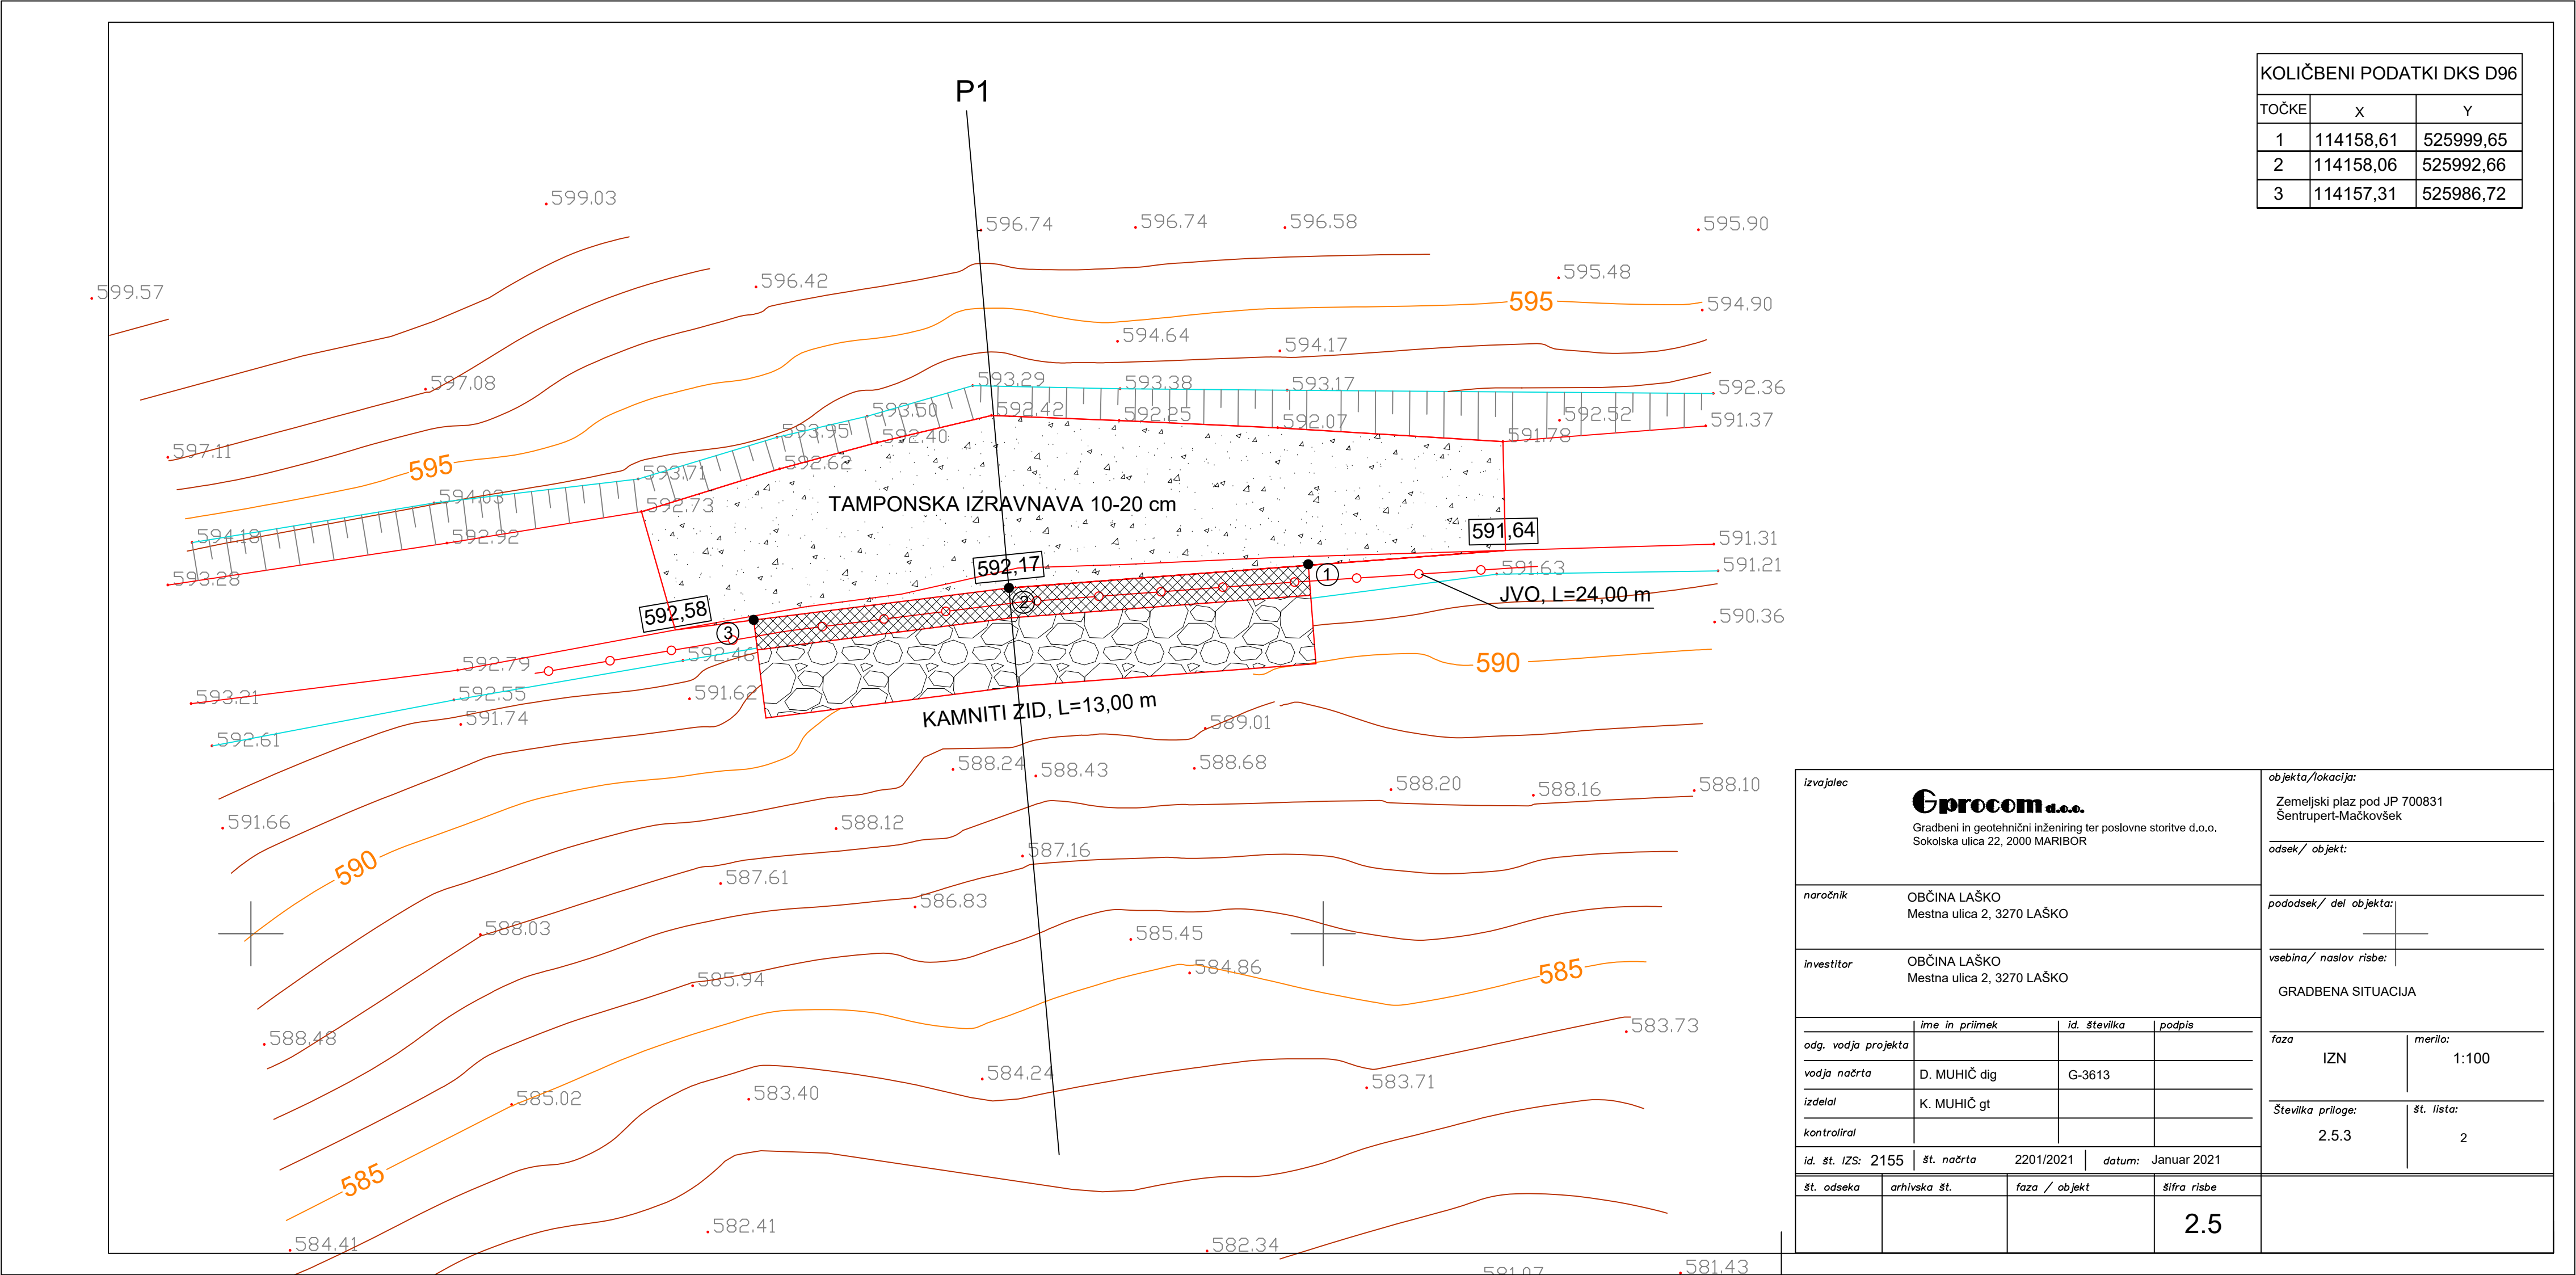 P1
KOLIČBENI PODATKI DKS D96
TOČKE X Y
1 114158,61 525999,65
2 114158,06 525992,66
3 114157,31 525986,72
599.03
596.74
596.74
596.58
595.90
599.57
596.42
595.48
595
594.90
594.64
594.17
597.08
593.29
593.38
593.17
592.36
593.60
592.42
592.25
592.07
592.52
591.37
593.95
592.40
591.78
597.11
595
593.71
592.62
594.03
592.73
TAMPONSKA IZRAVNAVA 10-20 cm
594.18
592.92
591,64
591.31
593.28
592,17
1
591.63
591.21
JVO, L=24,00 m
592,58
2
3
590.36
592.79
592.46
590
593.21
592.55
591.62
KAMNITI ZID, L=13,00 m
591.74
589.01
592.61
588.24
588.43
588.68
588.20
588.16
588.10
591.66
588.12
587.16
590
587.61
586.83
588.03
585.45
584.86
585
585.94
588.48
583.73
584.24
583.71
585.02
583.40
585
582.41
584.41
582.34
581.07
581.43
izvajalec
Gprocom d.o.o.
Gradbeni in geotehnični inženiring ter poslovne storitve d.o.o.
Sokolska ulica 22, 2000 MARIBOR
objekta/lokacija:
Zemeljski plaz pod JP 700831
Šentrupert-Mačkovšek
odsek/ objekt:
naročnik
OBČINA LAŠKO
Mestna ulica 2, 3270 LAŠKO
pododsek/ del objekta:
investitor
OBČINA LAŠKO
Mestna ulica 2, 3270 LAŠKO
vsebina/ naslov risbe:
GRADBENA SITUACIJA
ime in priimek id. številka podpis
odg. vodja projekta
vodja načrta D. MUHIČ dig G-3613
izdelal K. MUHIČ gt
kontroliral
faza merilo:
IZN 1:100
Številka priloge: št. lista:
2.5.3 2
id. št. IZS: 2155 št. načrta 2201/2021 datum: Januar 2021
št. odseka arhivska št. faza / objekt šifra risbe
2.5